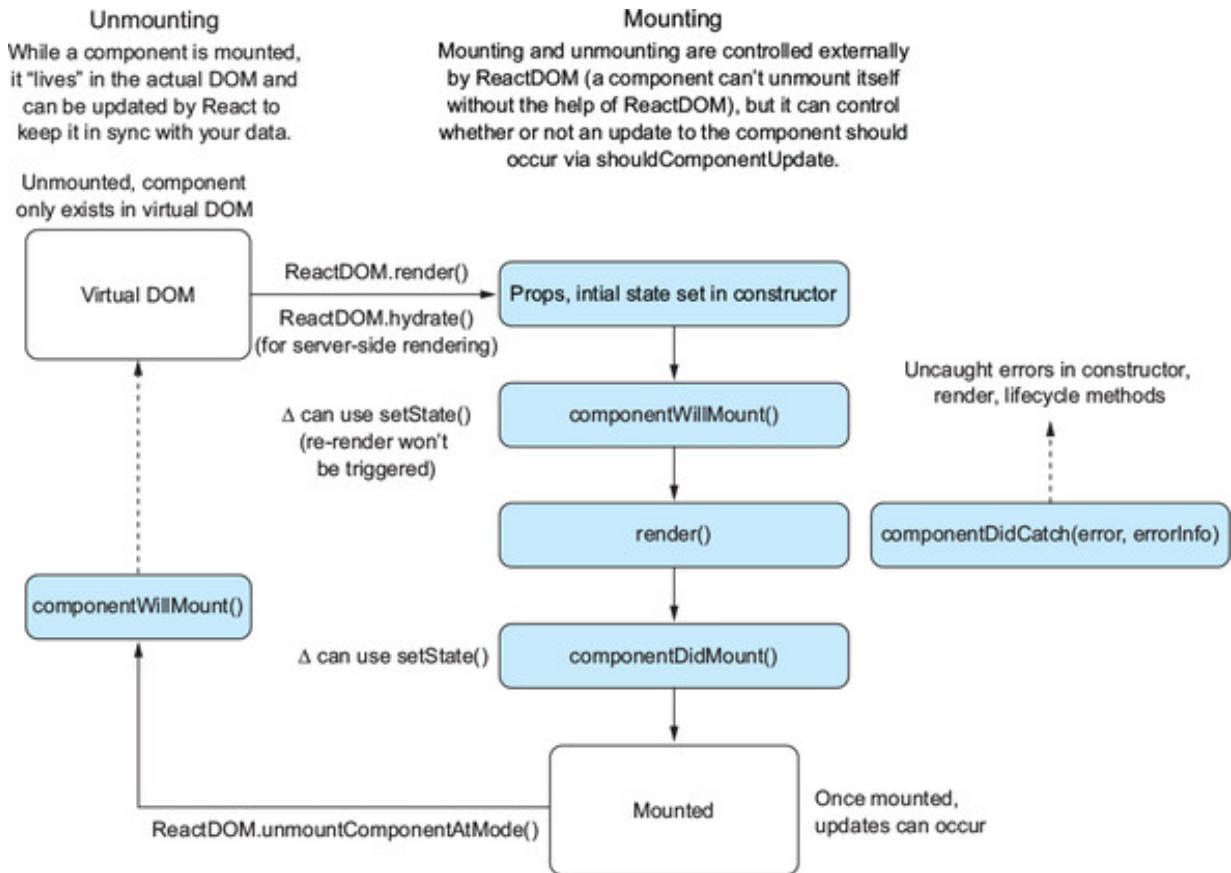 Unmounting
While a component is mounted,
it “lives” in the actual DOM and
can be updated by React to
keep it in sync with your data.
Mounting
Mounting and unmounting are controlled externally
by ReactDOM (a component can’t unmount itself
without the help of ReactDOM), but it can control
whether or not an update to the component should
occur via shouldComponentUpdate.
Unmounted, component
only exists in virtual DOM
Virtual DOM
ReactDOM.render()
ReactDOM.hydrate()
(for server-side rendering)
Props, intial state set in constructor
Δ can use setState()
(re-render won’t
be triggered)
componentWillMount()
Uncaught errors in constructor,
render, lifecycle methods
render()
componentDidCatch(error, errorInfo)
componentWillMount()
Δ can use setState()
componentDidMount()
ReactDOM.unmountComponentAtMode()
Mounted
Once mounted,
updates can occur